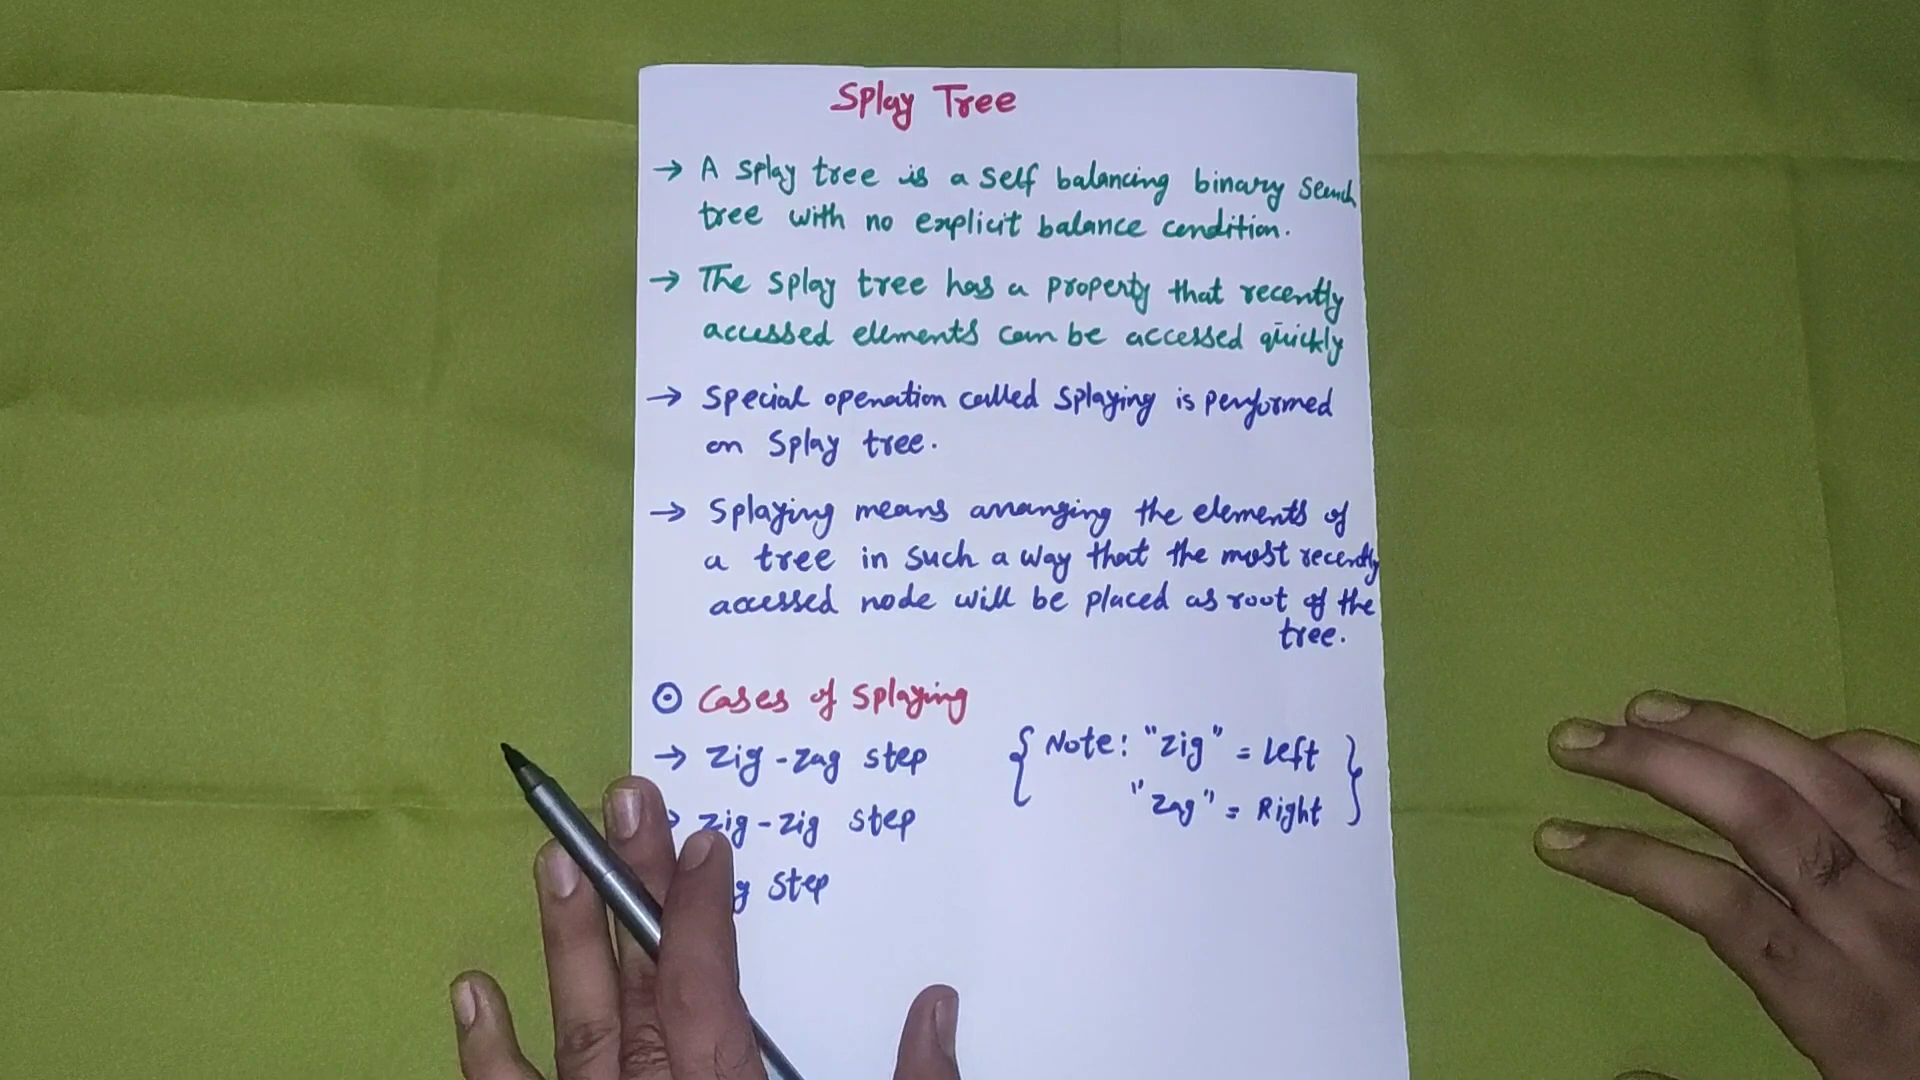 Splay Tree
→ A splay tree is a self balancing binary search
tree with no explicit balance condition.
→ The splay tree has a property that recently
accessed elements can be accessed quickly
→ Special operation called Splaying is performed
on Splay tree.
→ Splaying means arranging the elements of
a tree in such a way that the most recently
accessed node will be placed as root of the
tree.
⊙ Cases of Splaying
→ Zig-Zag step
{ Note: "Zig" = Left
"Zag" = Right }
→ Zig-Zig step
step